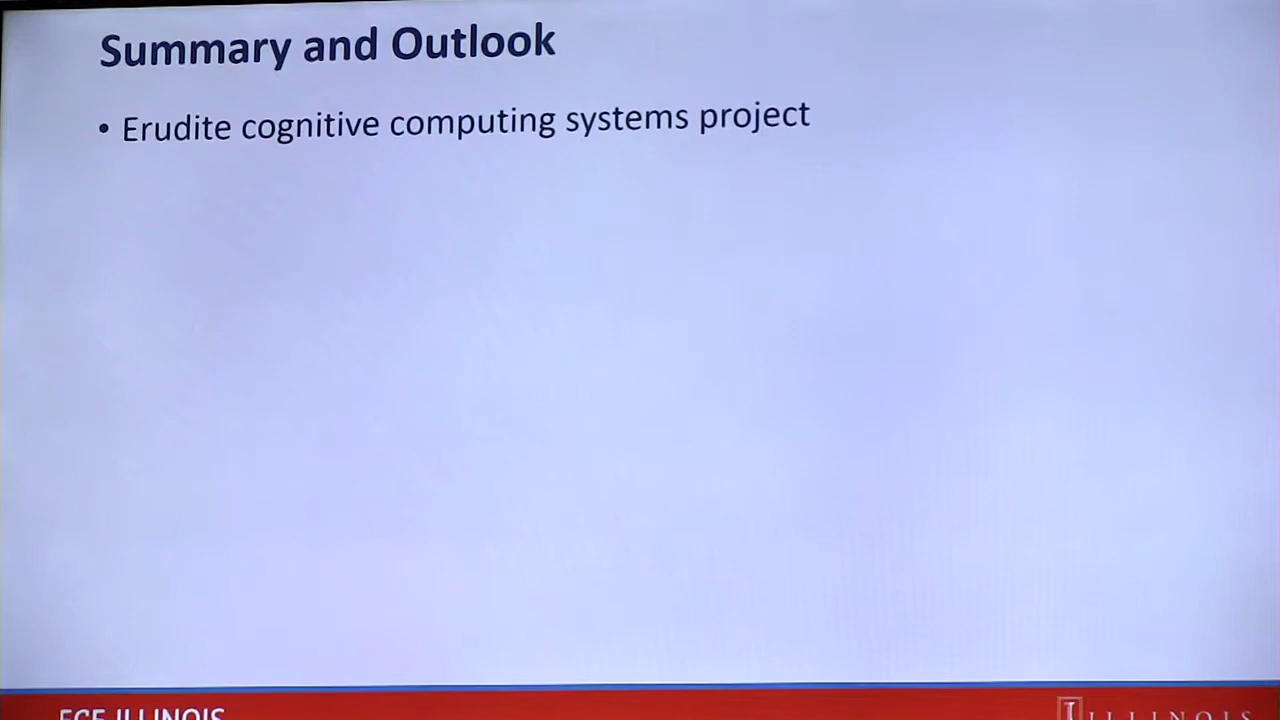 Summary and Outlook
• Erudite cognitive computing systems project
ECE ILLINOIS
I ILLINOIS